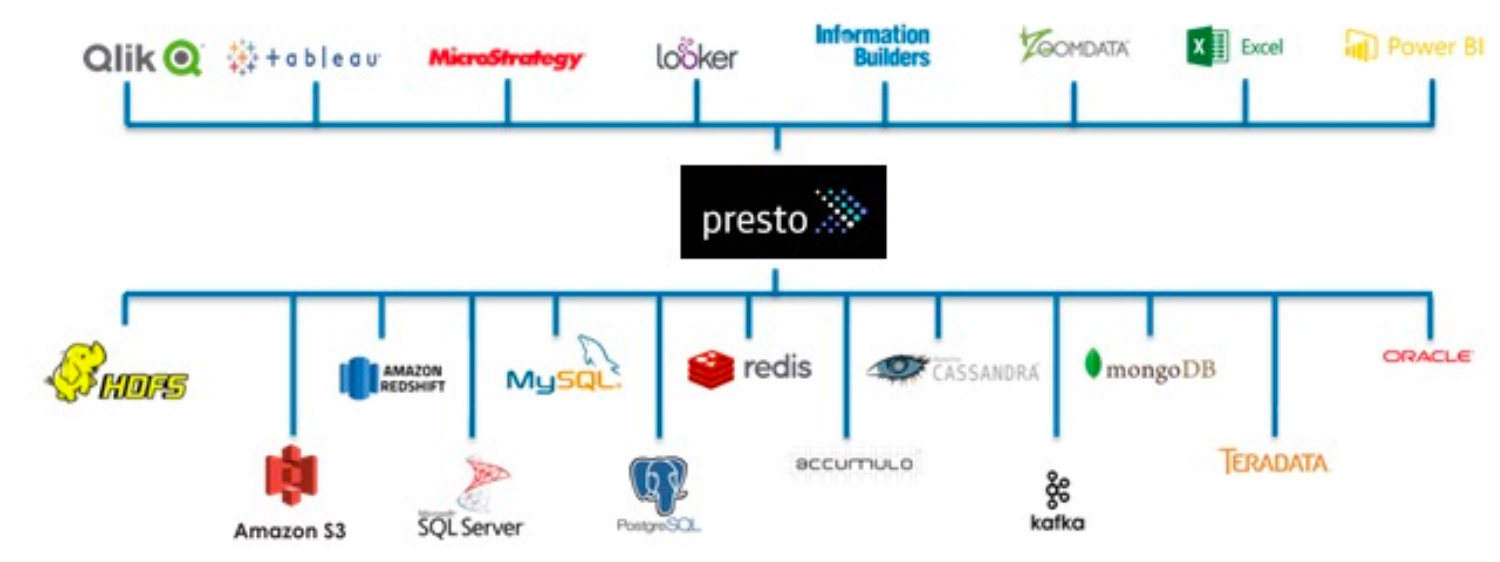 Qlik
tableau
MicroStrategy
looker
Information
Builders
ZOOMDATA
X
Excel
Power BI
presto
HDFS
AMAZON
REDSHIFT
MySQL
redis
CASSANDRA
mongoDB
ORACLE
Amazon S3
Microsoft
SQL Server
PostgreSQL
accumulo
kafka
TERADATA